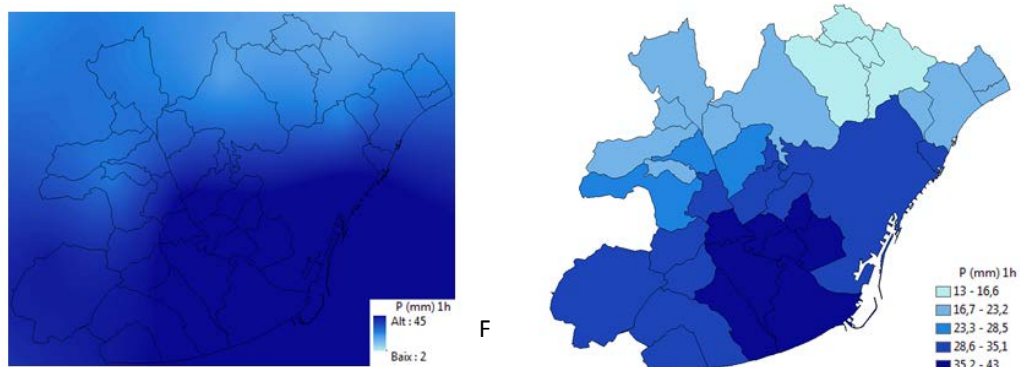 P (mm) 1h
Alt : 45
Baix : 2
F
P (mm) 1h
13 - 16,6
16,7 - 23,2
23,3 - 28,5
28,6 - 35,1
35,2 - 43